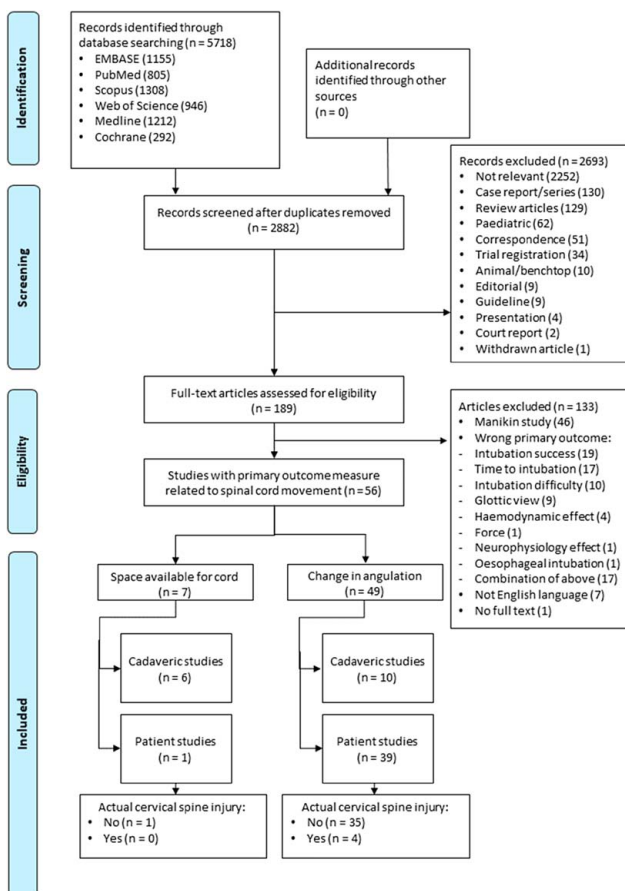 Identification
Records identified through
database searching (n = 5718)
• EMBASE (1155)
• PubMed (805)
• Scopus (1308)
• Web of Science (946)
• Medline (1212)
• Cochrane (292)
Additional records
identified through other
sources
(n = 0)
Screening
Records screened after duplicates removed
n = 2882
Records excluded (n = 2693)
• Not relevant (2252)
• Case report/series (130)
• Review articles (129)
• Paediatric (62)
• Correspondence (51)
• Trial registration (34)
• Animal/benchtop (10)
• Editorial (9)
• Guideline (9)
• Presentation (4)
• Court report (2)
• Withdrawn article (1)
Eligibility
Full-text articles assessed for eligibility
(n = 189)
Articles excluded (n = 133)
• Manikin study (46)
• Wrong primary outcome:
- Intubation success (19)
- Time to intubation (17)
- Intubation difficulty (10)
- Glottic view (9)
- Haemodynamic effect (4)
- Force (1)
- Neurophysiology effect (1)
- Oesophageal intubation (1)
- Combination of above (17)
• Not English language (7)
• No full text (1)
Studies with primary outcome measure
related to spinal cord movement (n = 56)
Included
Space available for cord
(n = 7)
Change in angulation
(n = 49)
Cadaveric studies
(n = 6)
Cadaveric studies
(n = 10)
Patient studies
(n = 1)
Patient studies
(n = 39)
Actual cervical spine injury:
• No (n = 1)
• Yes (n = 0)
Actual cervical spine injury:
• No (n = 35)
• Yes (n = 4)